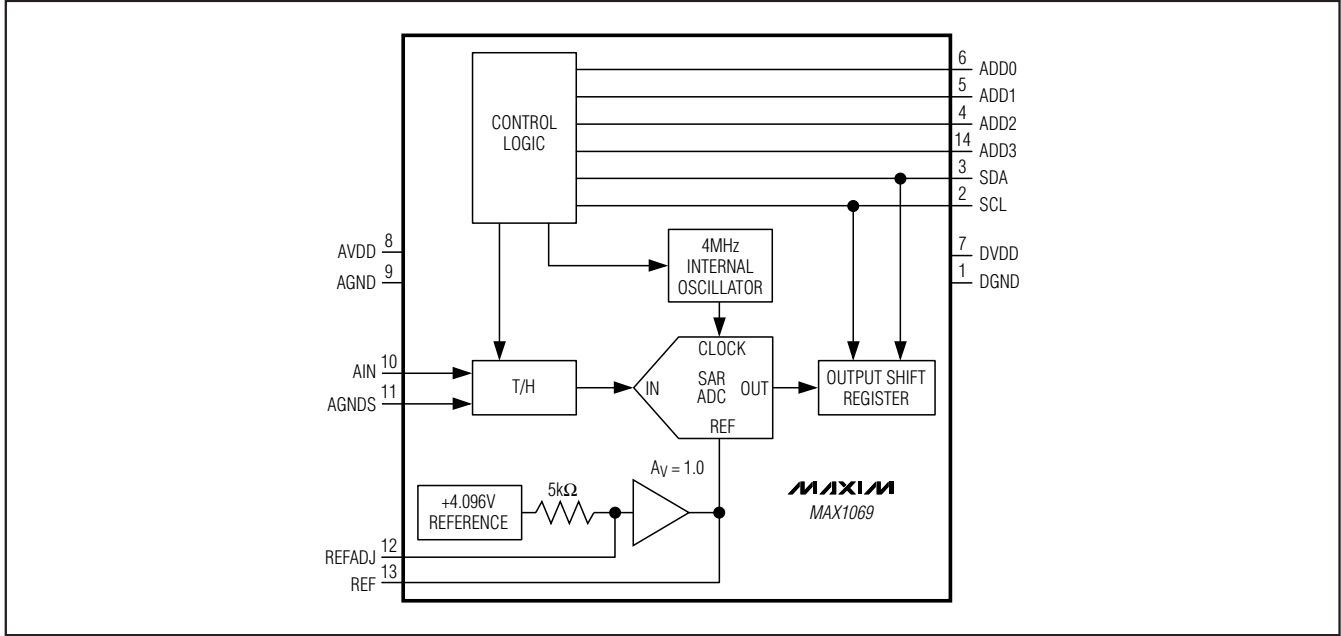 6
ADD0
5
ADD1
4
ADD2
14
ADD3
3
SDA
2
SCL
CONTROL
LOGIC
7
DVDD
1
DGND
AVDD 8
AGND 9
4MHz
INTERNAL
OSCILLATOR
AIN 10
AGNDS 11
T/H
CLOCK
IN
SAR
ADC
OUT
REF
OUTPUT SHIFT
REGISTER
AV = 1.0
+4.096V
REFERENCE
5kΩ
MAXIM
MAX1069
REFADJ 12
REF 13